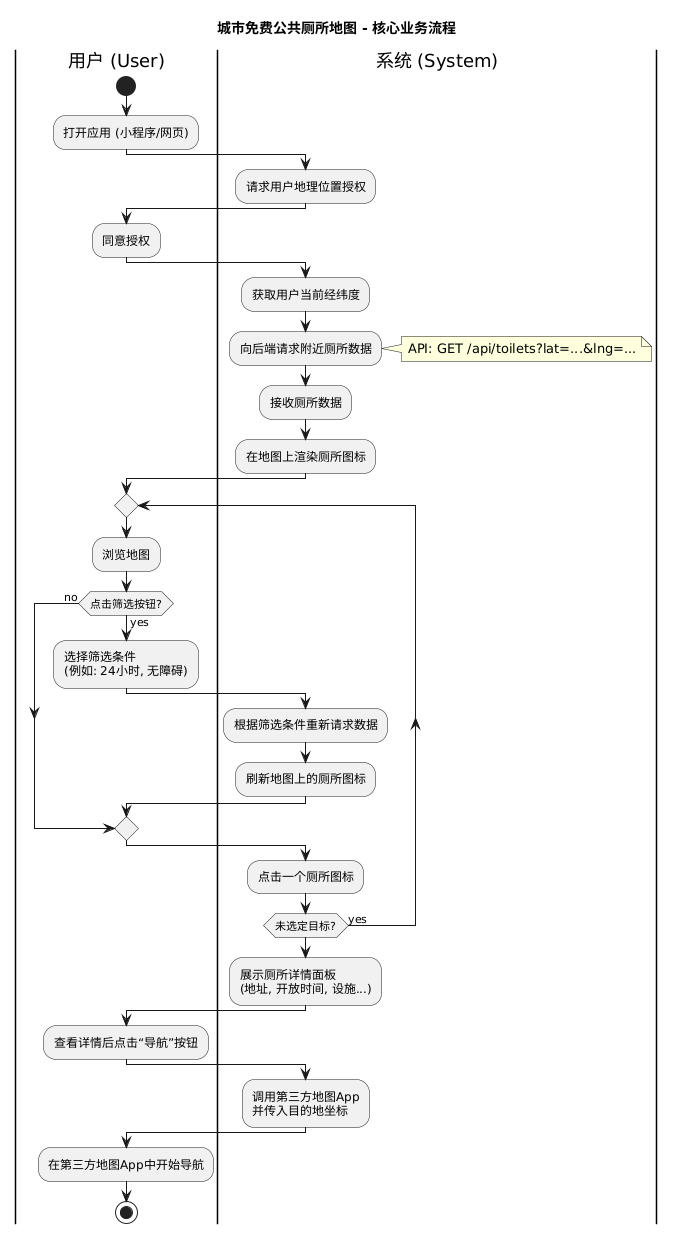 城市免费公共厕所地图 - 核心业务流程
用户 (User)
系统 (System)
打开应用 (小程序/网页)
请求用户地理位置授权
同意授权
获取用户当前经纬度
向后端请求附近厕所数据
API: GET /api/toilets?lat=...&lng=...
接收厕所数据
在地图上渲染厕所图标
浏览地图
no
点击筛选按钮?
yes
选择筛选条件
(例如: 24小时, 无障碍)
根据筛选条件重新请求数据
刷新地图上的厕所图标
点击一个厕所图标
未选定目标?
yes
展示厕所详情面板
(地址, 开放时间, 设施...)
查看详情后点击“导航”按钮
调用第三方地图App
并传入目的地坐标
在第三方地图App中开始导航